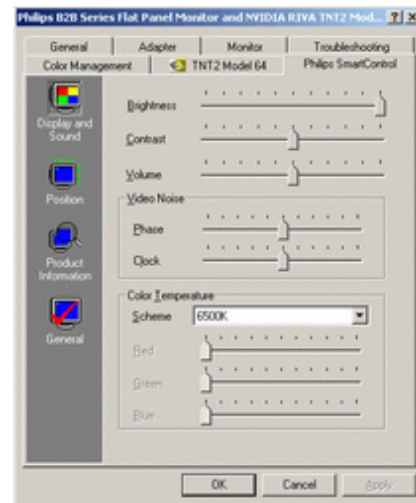 Philips B2B Series Flat Panel Monitor and NVIDIA RIVA TNT2 Mod...
General Adapter Monitor Troubleshooting
Color Management TNT2 Model 64 Philips SmartControl
Display and Sound
Position
Product Information
General
Brightness
Contrast
Volume
Video Noise
Phase
Clock
Color Temperature
Scheme 6500K
Red
Green
Blue
OK Cancel Apply